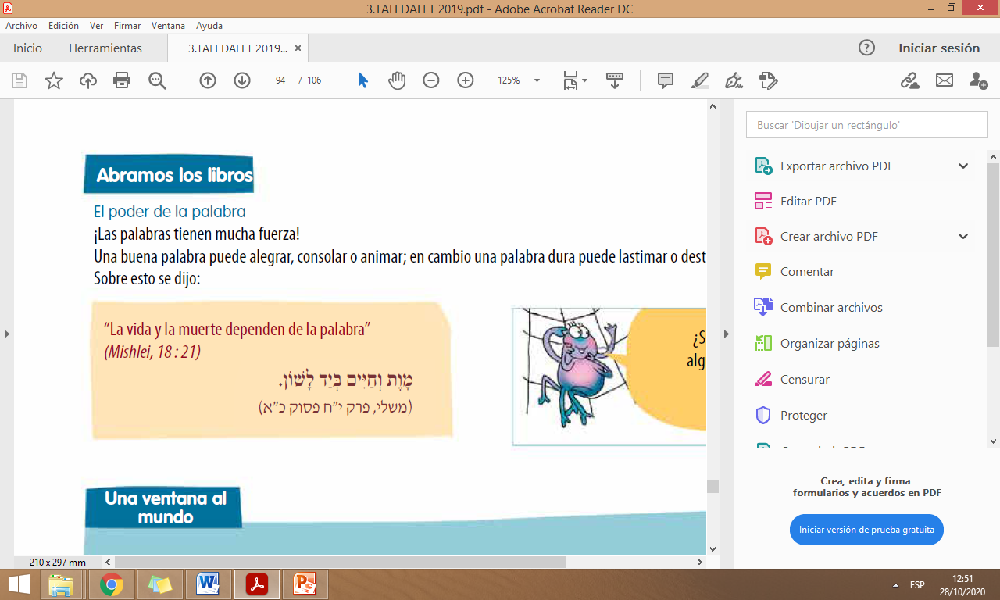 3.TALI DALET 2019.pdf - Adobe Acrobat Reader DC
Archivo Edición Ver Firmar Ventana Ayuda
Inicio Herramientas 3.TALI DALET 2019... × ? Iniciar sesión
94 / 106 125%
Buscar 'Dibujar un rectángulo'
Exportar archivo PDF
Editar PDF
Crear archivo PDF
Comentar
Combinar archivos
Organizar páginas
Censurar
Proteger
Crea, edita y firma
formularios y acuerdos en PDF
Iniciar versión de prueba gratuita
Abramos los libros
El poder de la palabra
¡Las palabras tienen mucha fuerza!
Una buena palabra puede alegrar, consolar o animar; en cambio una palabra dura puede lastimar o dest
Sobre esto se dijo:
“La vida y la muerte dependen de la palabra”
(Mishlei, 18 : 21)
מָוֶת וְחַיִּים בְּיַד לָשׁוֹן.
(משלי, פרק י״ח פסוק כ״א)
¿S
alg
Una ventana al
mundo
210 x 297 mm
ESP
12:51
28/10/2020